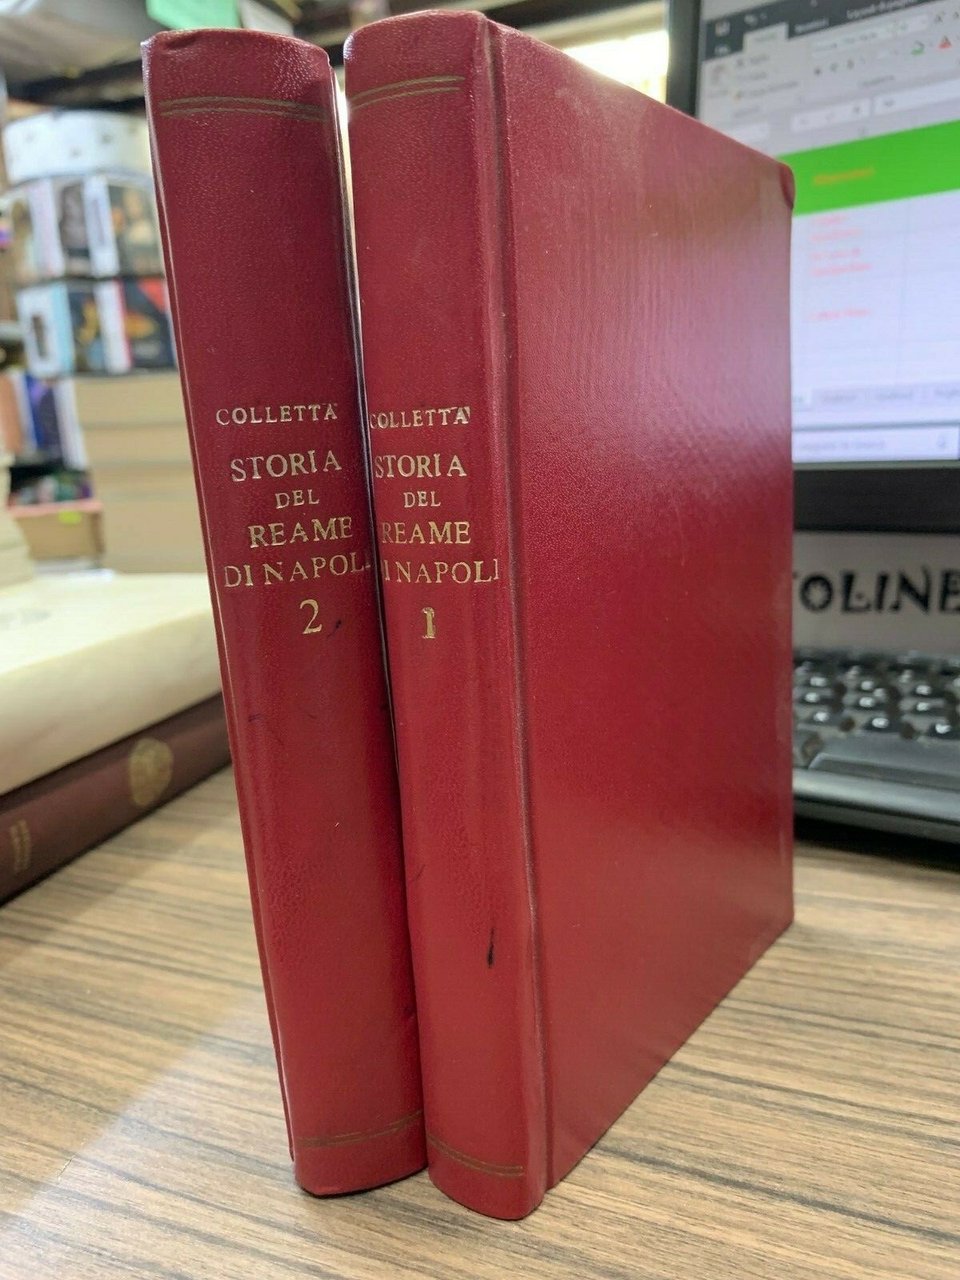 COLLETTA
STORIA
DEL
REAME
DI NAPOLI
2
COLLETTA
STORIA
DEL
REAME
DI NAPOLI
1
OLINE